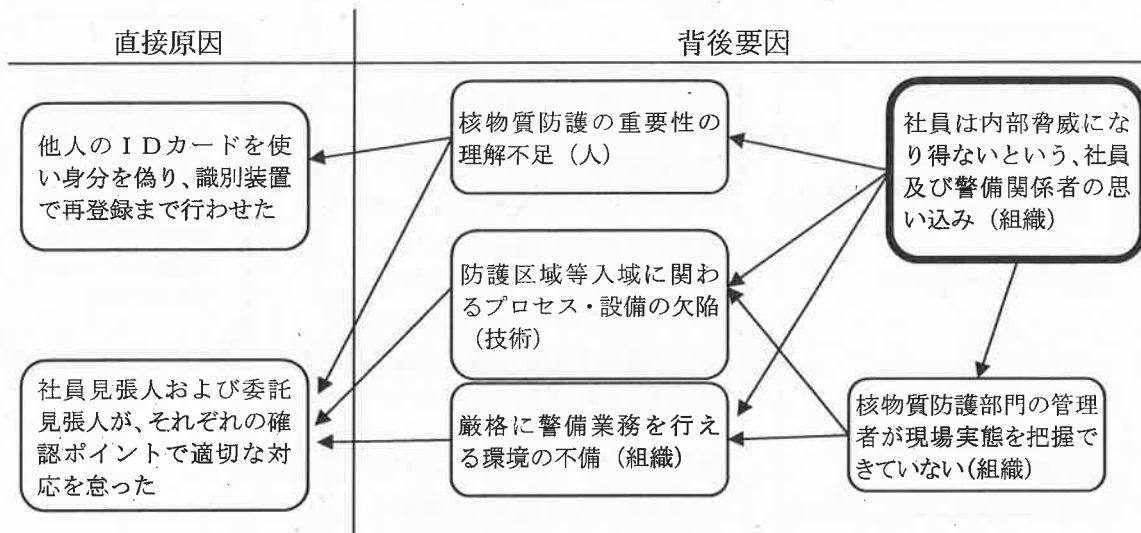 直接原因
背後要因
他人のIDカードを使
い身分を偽り、識別装置
で再登録まで行わせた
社員見張人および委託
見張人が、それぞれの確
認ポイントで適切な対
応を怠った
核物質防護の重要性の
理解不足（人）
防護区域等入域に関わ
るプロセス・設備の欠陥
（技術）
厳格に警備業務を行え
る環境の不備（組織）
社員は内部脅威にな
り得ないという、社員
及び警備関係者の思
い込み（組織）
核物質防護部門の管理
者が現場実態を把握で
きていない（組織）